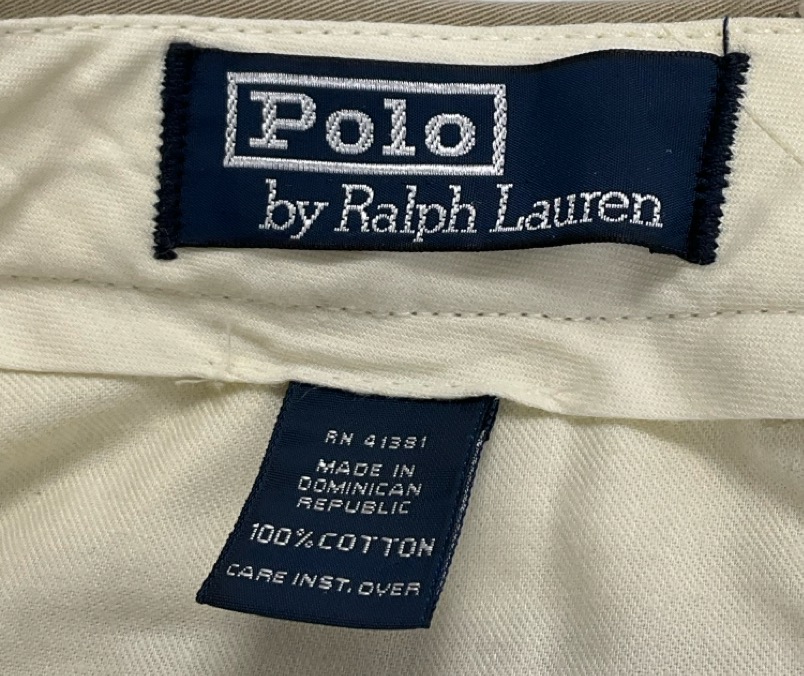 Polo
by Ralph Lauren
RN 41381
MADE IN
DOMINICAN
REPUBLIC
100% COTTON
CARE INST. OVER